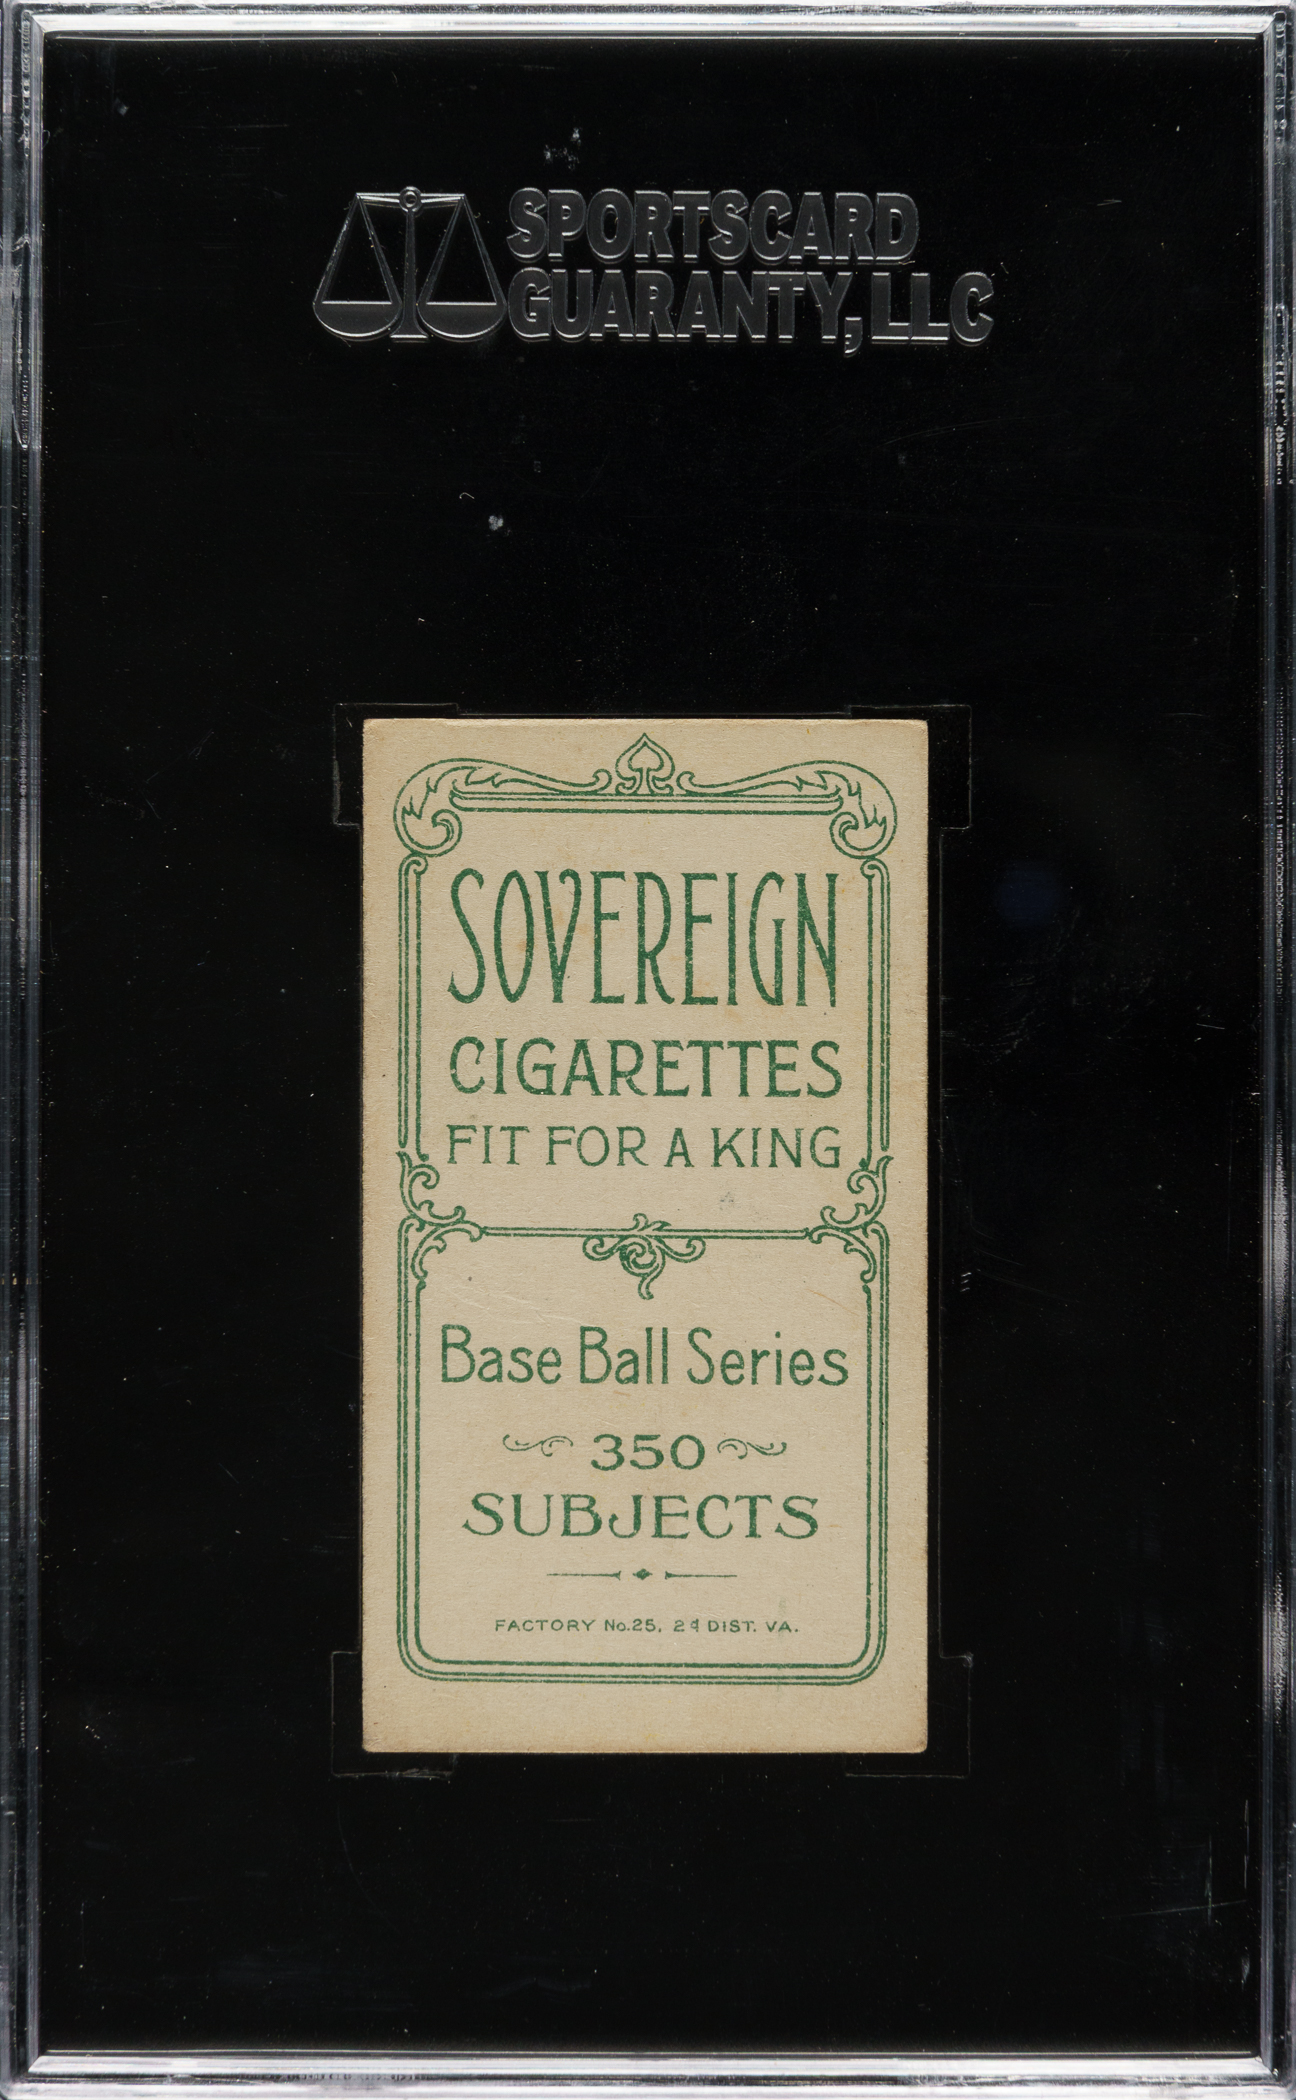 SPORTSCARD
GUARANTY, LLC
SOVEREIGN
CIGARETTES
FIT FOR A KING
Base Ball Series
350
SUBJECTS
FACTORY No.25, 2d DIST. VA.